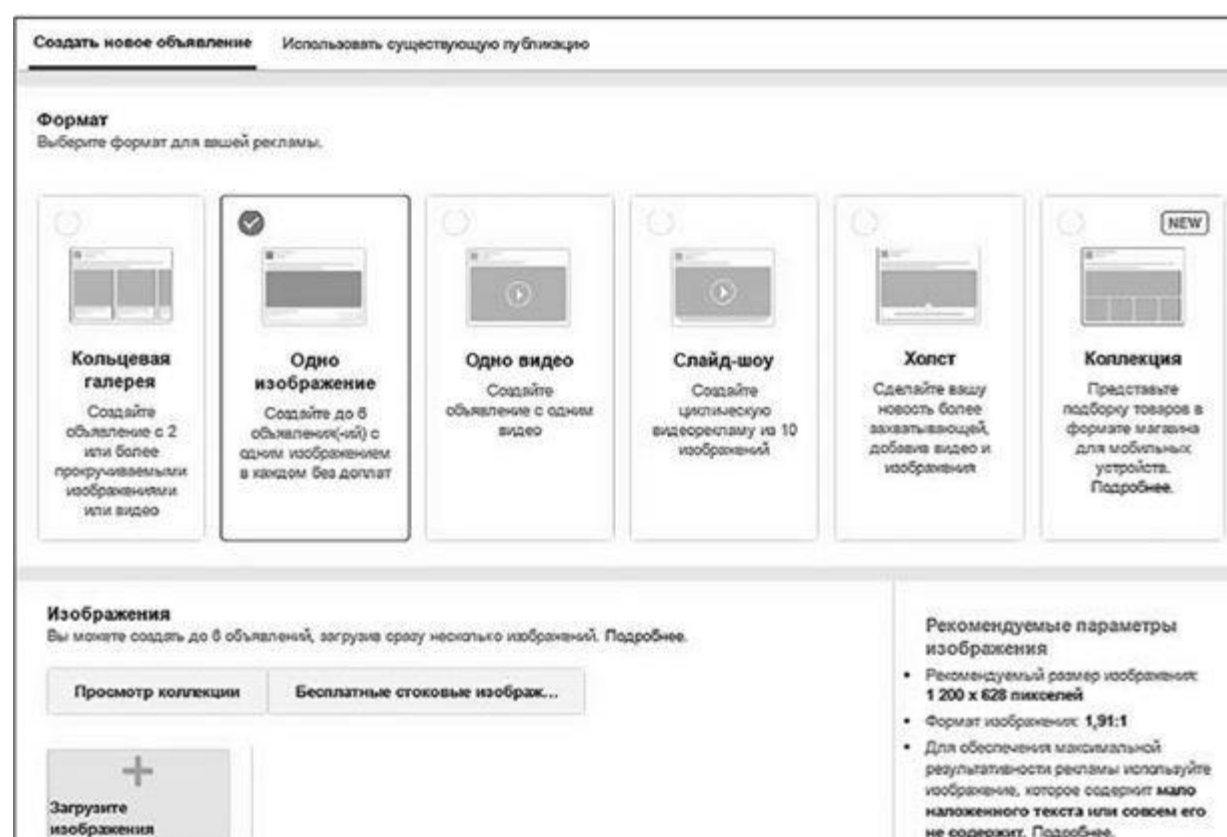 Создать новое объявление Использовать существующую публикацию
Формат
Выберите формат для вашей рекламы.
Кольцевая
галерея
Создайте
объявление с 2
или более
прокручиваемыми
изображениями
или видео
Одно
изображение
Создайте до 6
объявления(-ий) с
одним изображением
в каждом без доплат
Одно видео
Создайте
объявление с одним
видео
Слайд-шоу
Создайте
циклическую
видеорекламу из 10
изображений
Холст
Сделайте вашу
новость более
захватывающей,
добавив видео и
изображения
NEW
Коллекция
Представьте
подборку товаров в
формате магазина
для мобильных
устройств.
Подробнее.
Изображения
Вы можете создать до 6 объявлений, загрузив сразу несколько изображений. Подробнее.
Просмотр коллекции Бесплатные стоковые изображ...
Загрузите
изображения
Рекомендуемые параметры
изображения
• Рекомендуемый размер изображения:
1 200 x 628 пикселей
• Формат изображения: 1,91:1
• Для обеспечения максимальной
результативности рекламы используйте
изображение, которое содержит мало
наложенного текста или совсем его
не содержит. Подробнее.